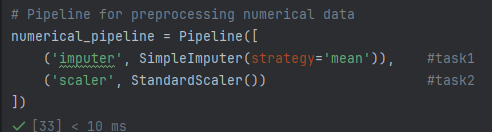 # Pipeline for preprocessing numerical data
numerical_pipeline = Pipeline([
    ('imputer', SimpleImputer(strategy='mean')),    #task1
    ('scaler', StandardScaler())                    #task2
])
[33] < 10 ms